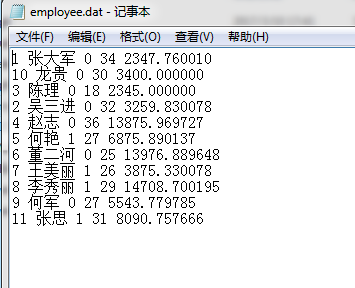 employee.dat - 记事本
文件(F) 编辑(E) 格式(O) 查看(V) 帮助(H)
1 张大军 0 34 2347.760010
10 龙贵 0 30 3400.000000
3 陈理 0 18 2345.000000
2 吴三进 0 32 3259.830078
4 赵志 0 36 13875.969727
5 何艳 1 27 6875.890137
6 董二河 0 25 13976.889648
7 王美丽 1 26 3875.330078
8 李秀丽 1 29 14708.700195
9 何军 0 27 5543.779785
11 张思 1 31 8090.757666